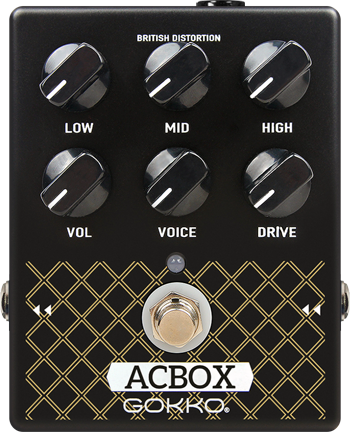 BRITISH DISTORTION
LOW MID HIGH
VOL VOICE DRIVE
ACBOX
GOKKO®